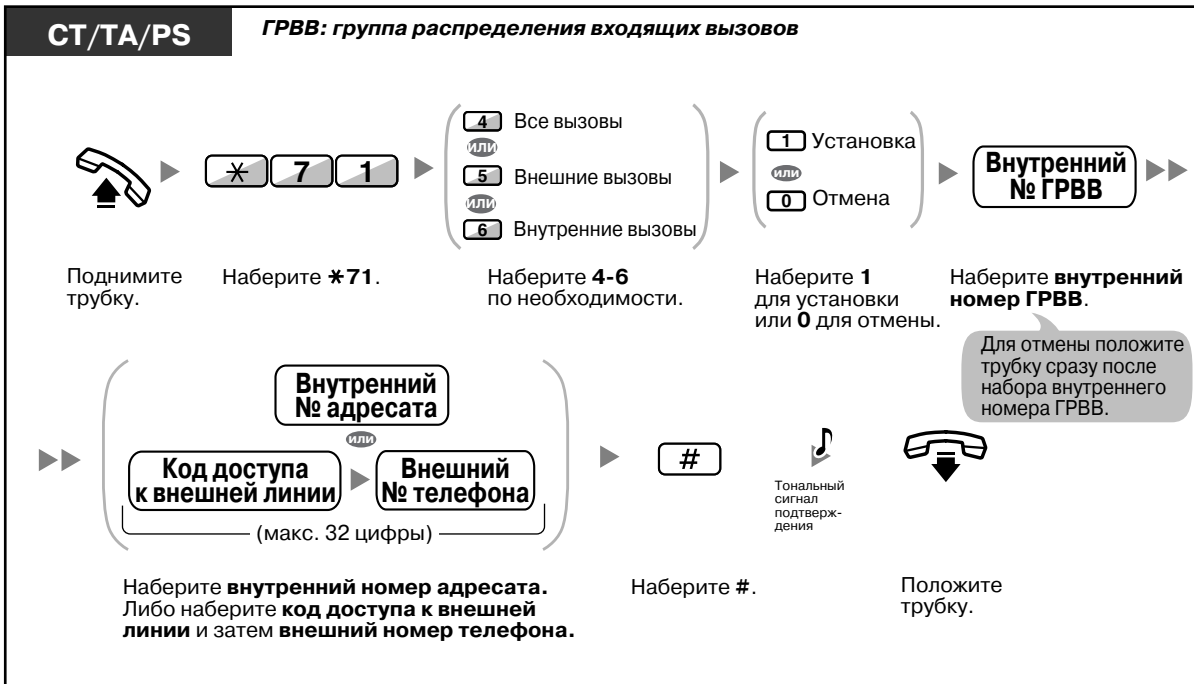 CT/TA/PS
ГРВВ: группа распределения входящих вызовов
* 7 1
4 Все вызовы
или
5 Внешние вызовы
или
6 Внутренние вызовы
1 Установка
или
0 Отмена
Внутренний
№ ГРВВ
Поднимите
трубку.
Наберите *71.
Наберите 4-6
по необходимости.
Наберите 1
для установки
или 0 для отмены.
Наберите внутренний
номер ГРВВ.
Для отмены положите
трубку сразу после
набора внутреннего
номера ГРВВ.
Внутренний
№ адресата
или
Код доступа
к внешней линии
Внешний
№ телефона
(макс. 32 цифры)
#
Тональный
сигнал
подтверж-
дения
Наберите внутренний номер адресата.
Либо наберите код доступа к внешней
линии и затем внешний номер телефона.
Наберите #.
Положите
трубку.